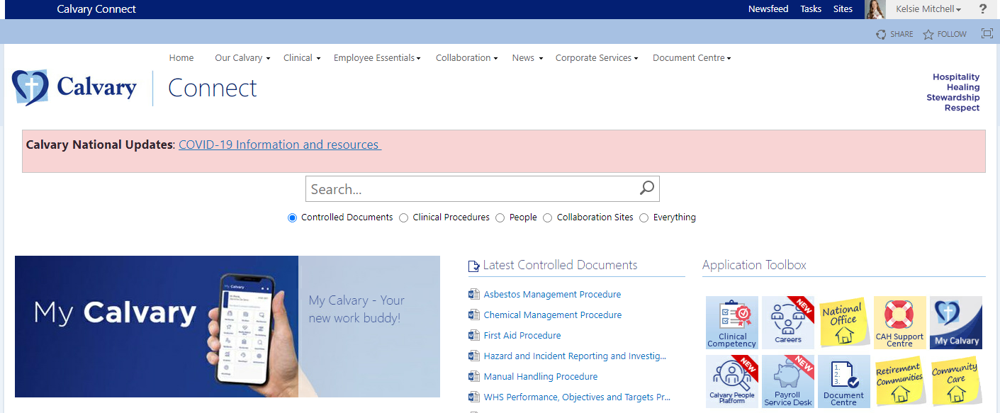 Calvary Connect
Newsfeed Tasks Sites Kelsie Mitchell ?
SHARE FOLLOW
Home Our Calvary Clinical Employee Essentials Collaboration News Corporate Services Document Centre
Calvary Connect
Hospitality
Healing
Stewardship
Respect
Calvary National Updates: COVID-19 Information and resources
Search...
Controlled Documents Clinical Procedures People Collaboration Sites Everything
My Calvary
My Calvary
My Calvary - Your
new work buddy!
Latest Controlled Documents
Asbestos Management Procedure
Chemical Management Procedure
First Aid Procedure
Hazard and Incident Reporting and Investig...
Manual Handling Procedure
WHS Performance, Objectives and Targets Pr...
Application Toolbox
Clinical
Competency
NEW
Careers
National
Office
CAH Support
Centre
My Calvary
NEW
Calvary People
Platform
NEW
Payroll
Service Desk
1.
2.
3.
Document
Centre
Retirement
Communities
Community
Care